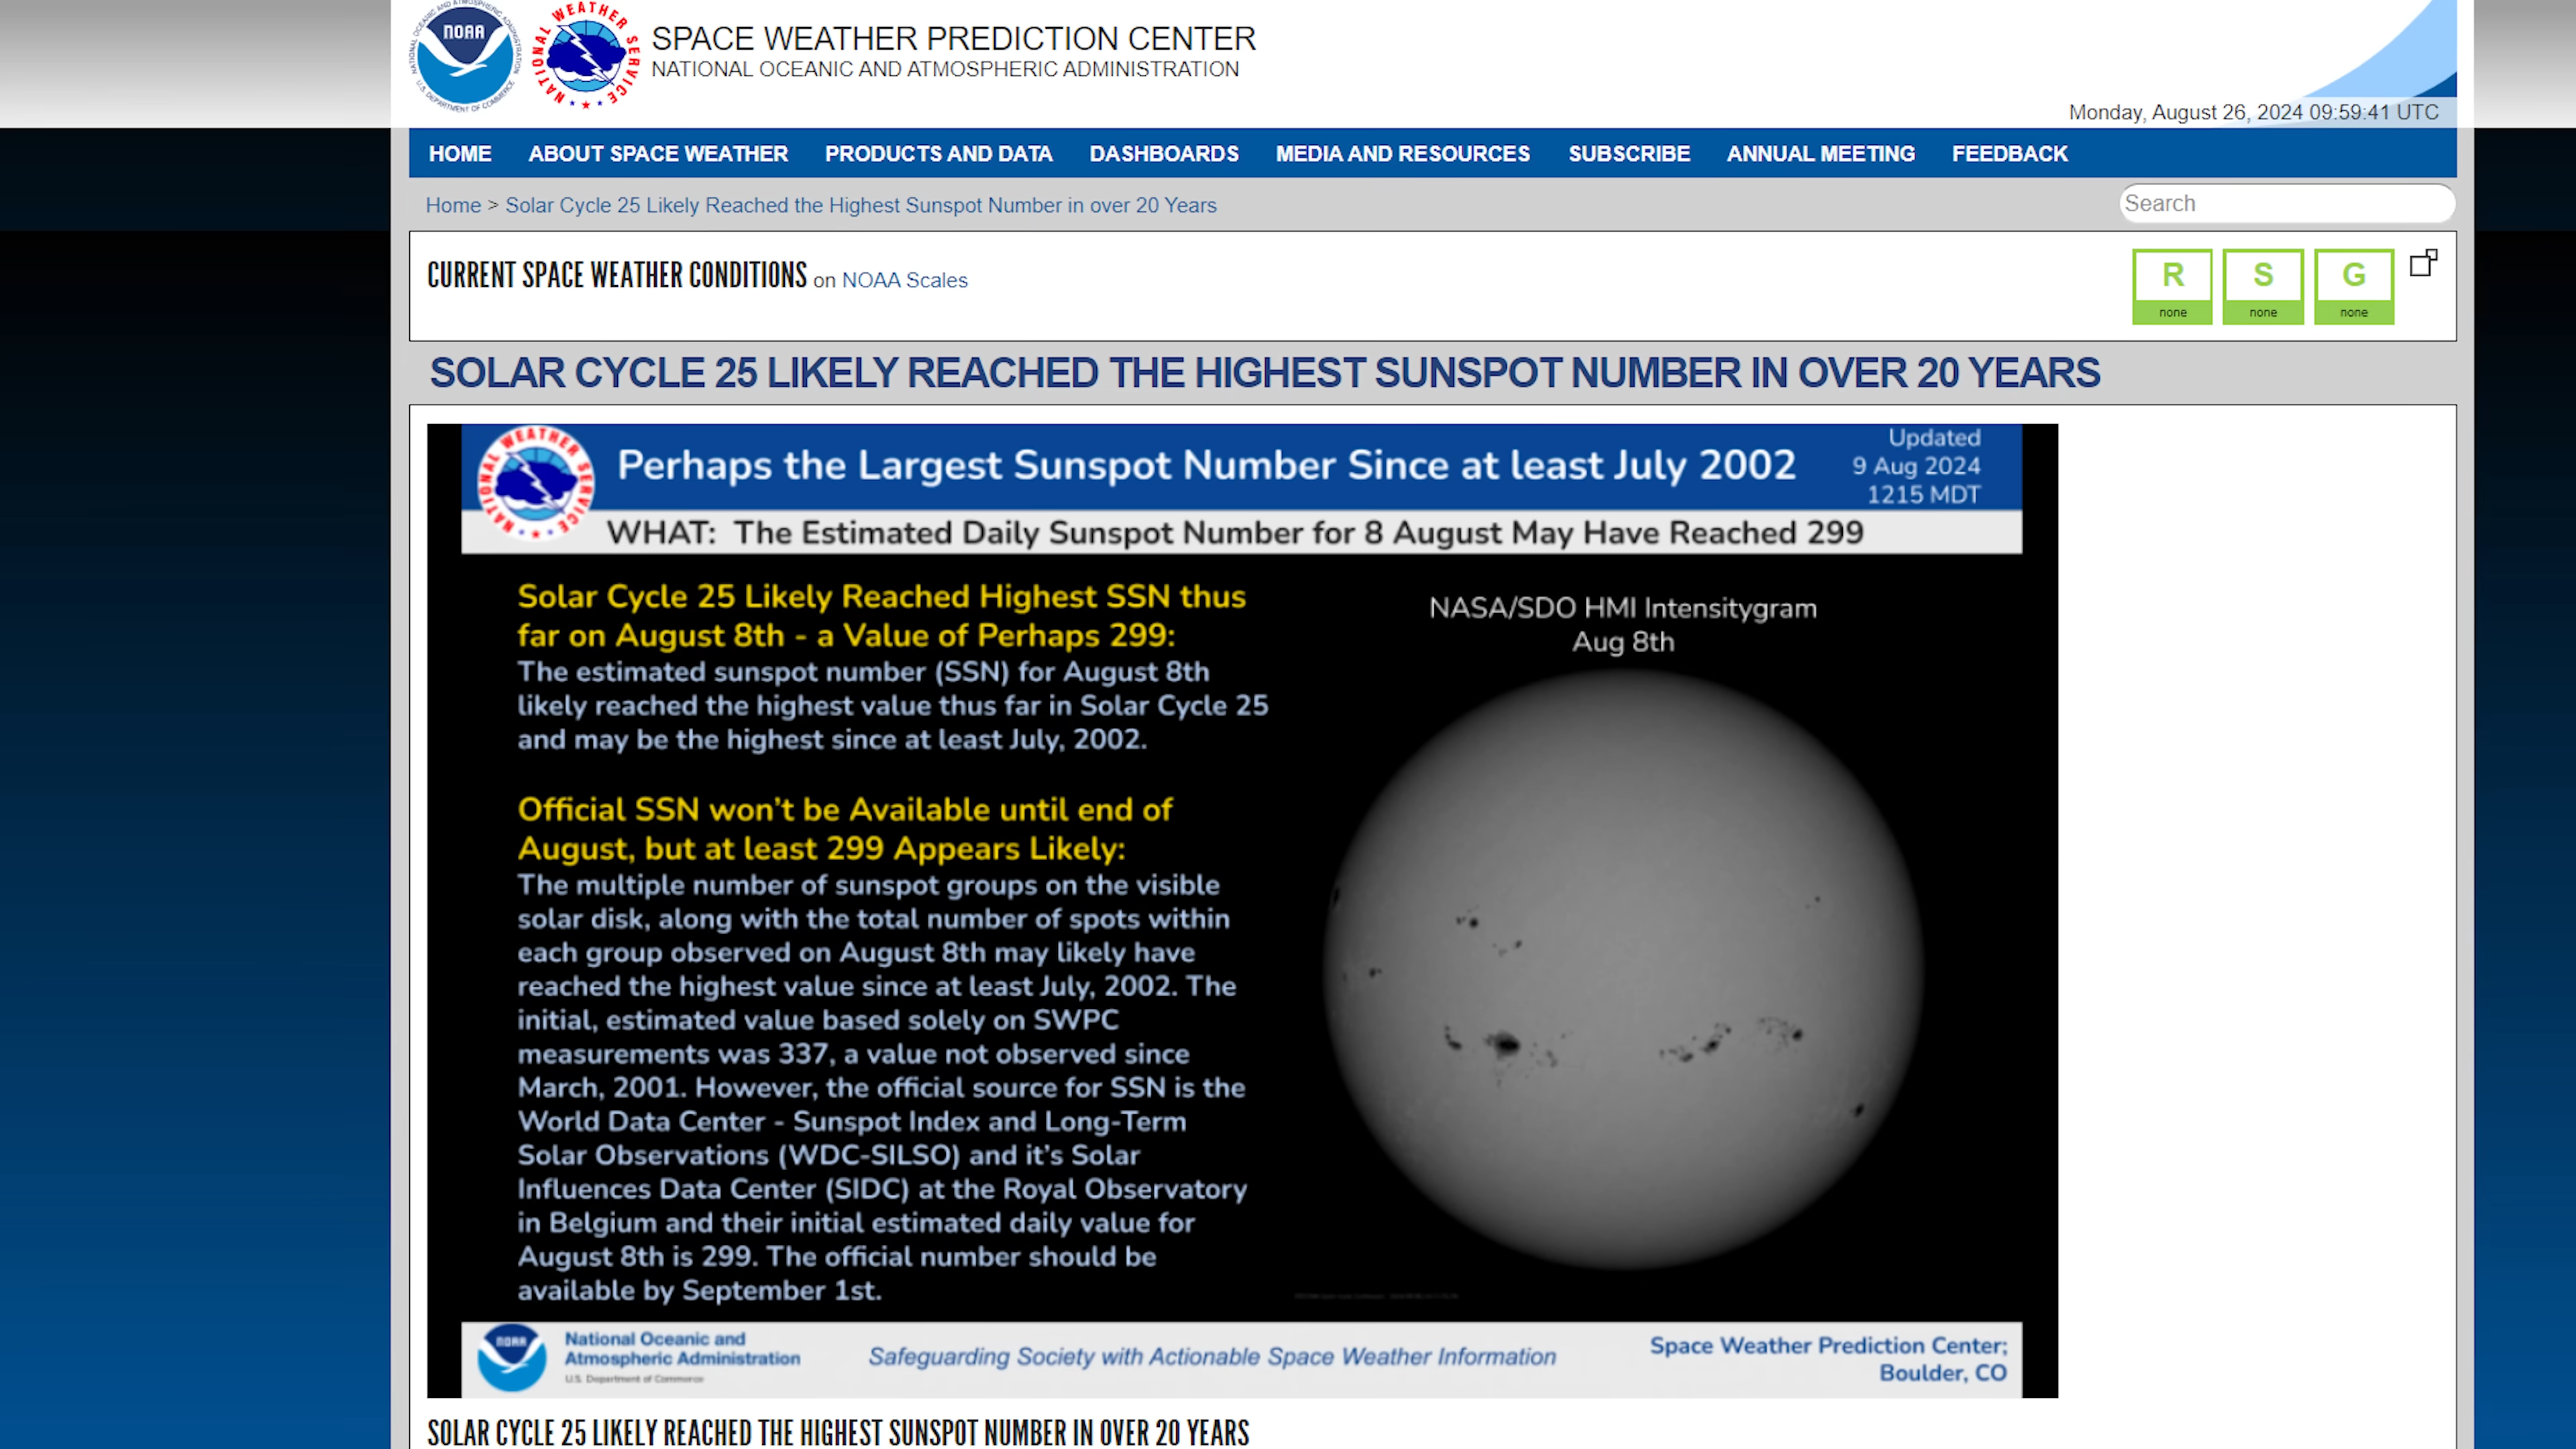 NOAA
NATIONAL OCEANIC AND ATMOSPHERIC ADMINISTRATION
U.S. DEPARTMENT OF COMMERCE
NATIONAL WEATHER SERVICE
SPACE WEATHER PREDICTION CENTER
NATIONAL OCEANIC AND ATMOSPHERIC ADMINISTRATION
Monday, August 26, 2024 09:59:41 UTC
HOME ABOUT SPACE WEATHER PRODUCTS AND DATA DASHBOARDS MEDIA AND RESOURCES SUBSCRIBE ANNUAL MEETING FEEDBACK
Home > Solar Cycle 25 Likely Reached the Highest Sunspot Number in over 20 Years
Search
CURRENT SPACE WEATHER CONDITIONS on NOAA Scales
R S G
none none none
SOLAR CYCLE 25 LIKELY REACHED THE HIGHEST SUNSPOT NUMBER IN OVER 20 YEARS
NATIONAL WEATHER SERVICE
Perhaps the Largest Sunspot Number Since at least July 2002
Updated
9 Aug 2024
1215 MDT
WHAT: The Estimated Daily Sunspot Number for 8 August May Have Reached 299
Solar Cycle 25 Likely Reached Highest SSN thus
far on August 8th - a Value of Perhaps 299:
The estimated sunspot number (SSN) for August 8th
likely reached the highest value thus far in Solar Cycle 25
and may be the highest since at least July, 2002.
Official SSN won't be Available until end of
August, but at least 299 Appears Likely:
The multiple number of sunspot groups on the visible
solar disk, along with the total number of spots within
each group observed on August 8th may likely have
reached the highest value since at least July, 2002. The
initial, estimated value based solely on SWPC
measurements was 337, a value not observed since
March, 2001. However, the official source for SSN is the
World Data Center - Sunspot Index and Long-Term
Solar Observations (WDC-SILSO) and it's Solar
Influences Data Center (SIDC) at the Royal Observatory
in Belgium and their initial estimated daily value for
August 8th is 299. The official number should be
available by September 1st.
NASA/SDO HMI Intensitygram
Aug 8th
NOAA
National Oceanic and
Atmospheric Administration
U.S. Department of Commerce
Safeguarding Society with Actionable Space Weather Information
Space Weather Prediction Center;
Boulder, CO
SOLAR CYCLE 25 LIKELY REACHED THE HIGHEST SUNSPOT NUMBER IN OVER 20 YEARS